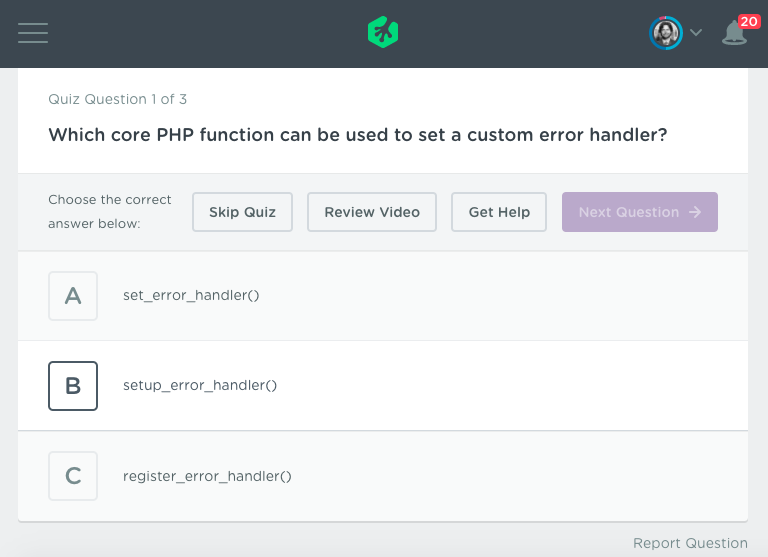 20
Quiz Question 1 of 3
Which core PHP function can be used to set a custom error handler?
Choose the correct
answer below:
Skip Quiz
Review Video
Get Help
Next Question
A
set_error_handler()
B
setup_error_handler()
C
register_error_handler()
Report Question